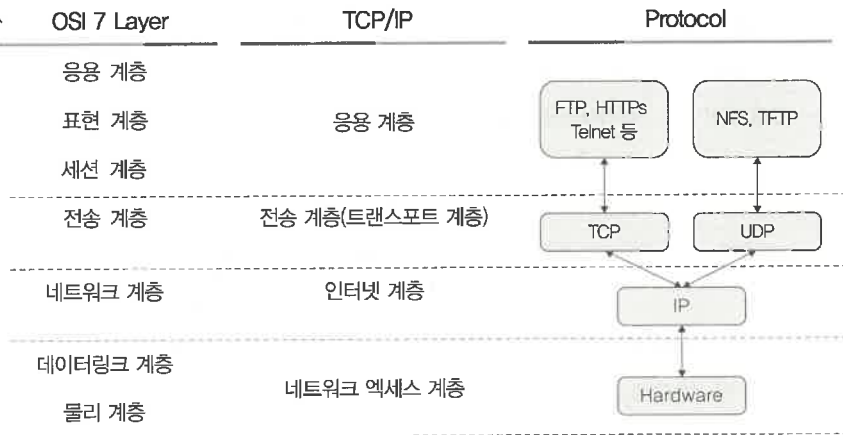 OSI 7 Layer TCP/IP Protocol
응용 계층
표현 계층
세션 계층
응용 계층
FTP, HTTPs
Telnet 등
NFS, TFTP
전송 계층 전송 계층(트랜스포트 계층) TCP UDP
네트워크 계층 인터넷 계층 IP
데이터링크 계층
물리 계층
네트워크 엑세스 계층
Hardware